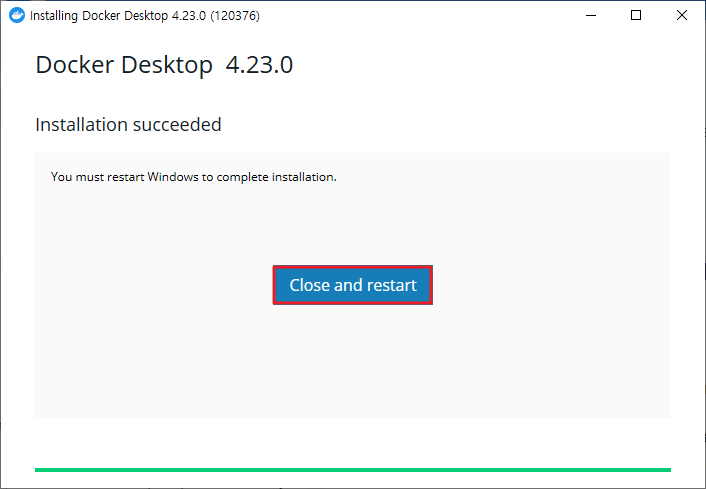 Installing Docker Desktop 4.23.0 (120376)
Docker Desktop 4.23.0
Installation succeeded
You must restart Windows to complete installation.
Close and restart